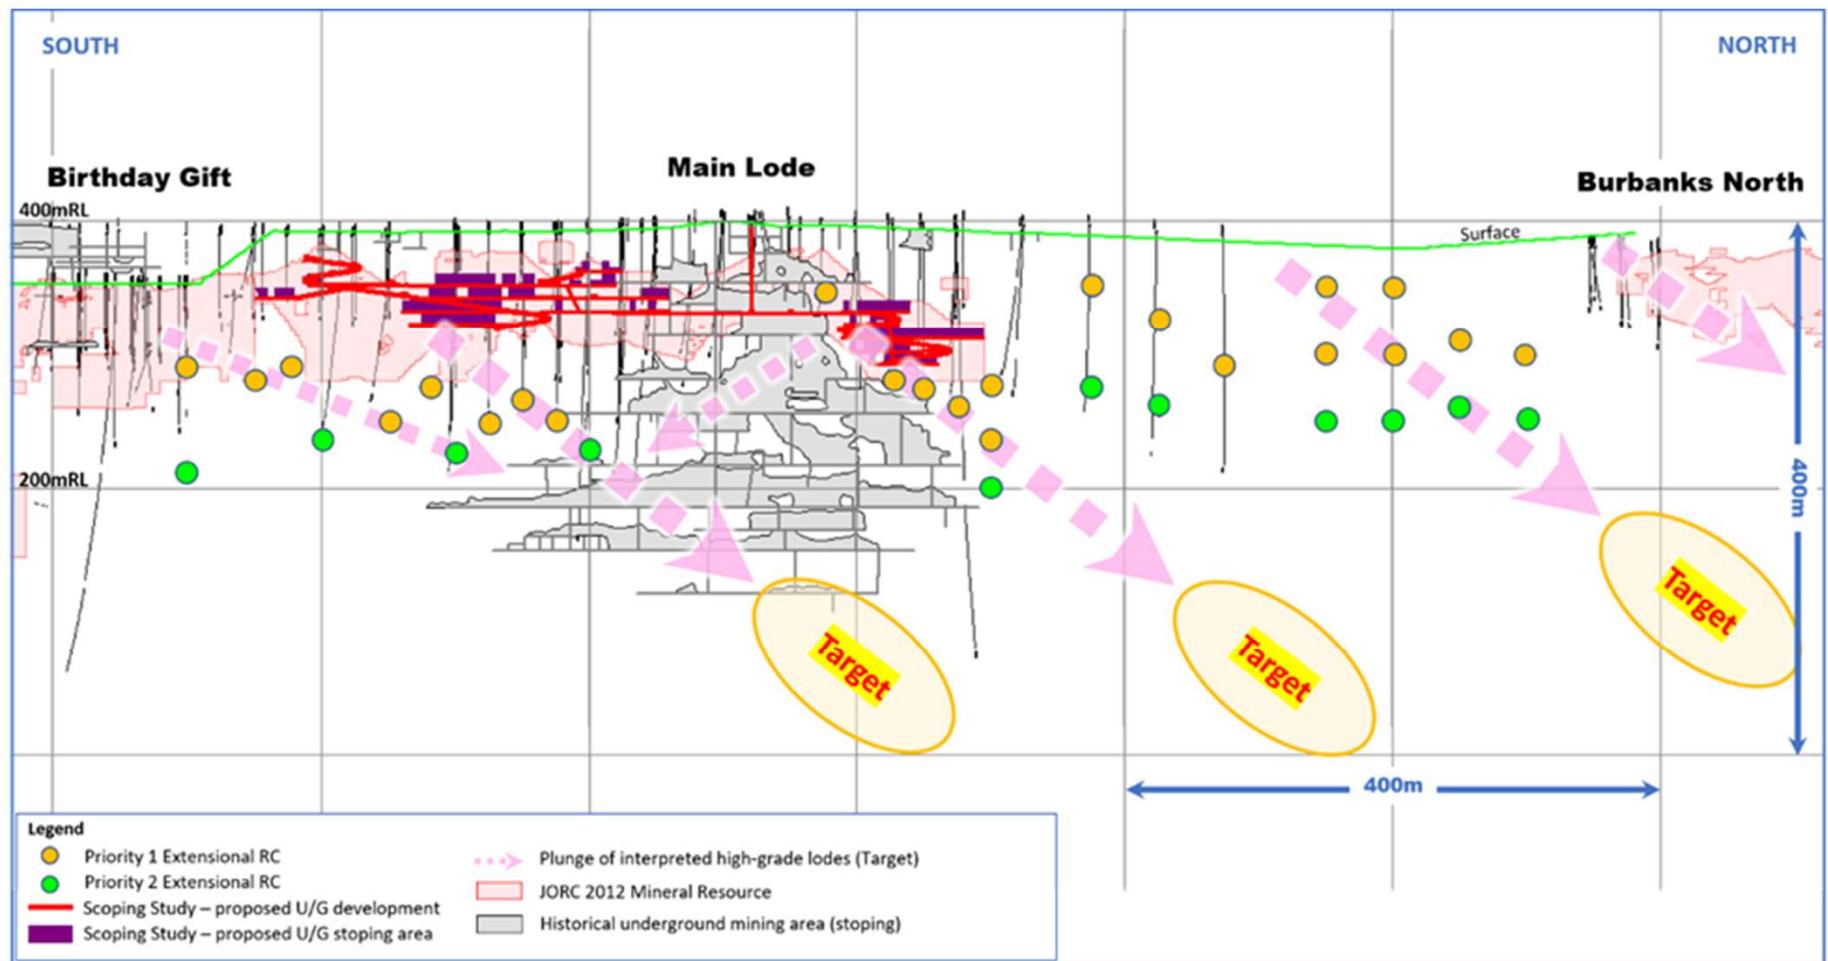 SOUTH
NORTH
Birthday Gift
Main Lode
Burbanks North
400mRL
Surface
200mRL
400m
Target
Target
Target
400m
Legend
Priority 1 Extensional RC
Priority 2 Extensional RC
Scoping Study – proposed U/G development
Scoping Study – proposed U/G stoping area
Plunge of interpreted high-grade lodes (Target)
JORC 2012 Mineral Resource
Historical underground mining area (stoping)